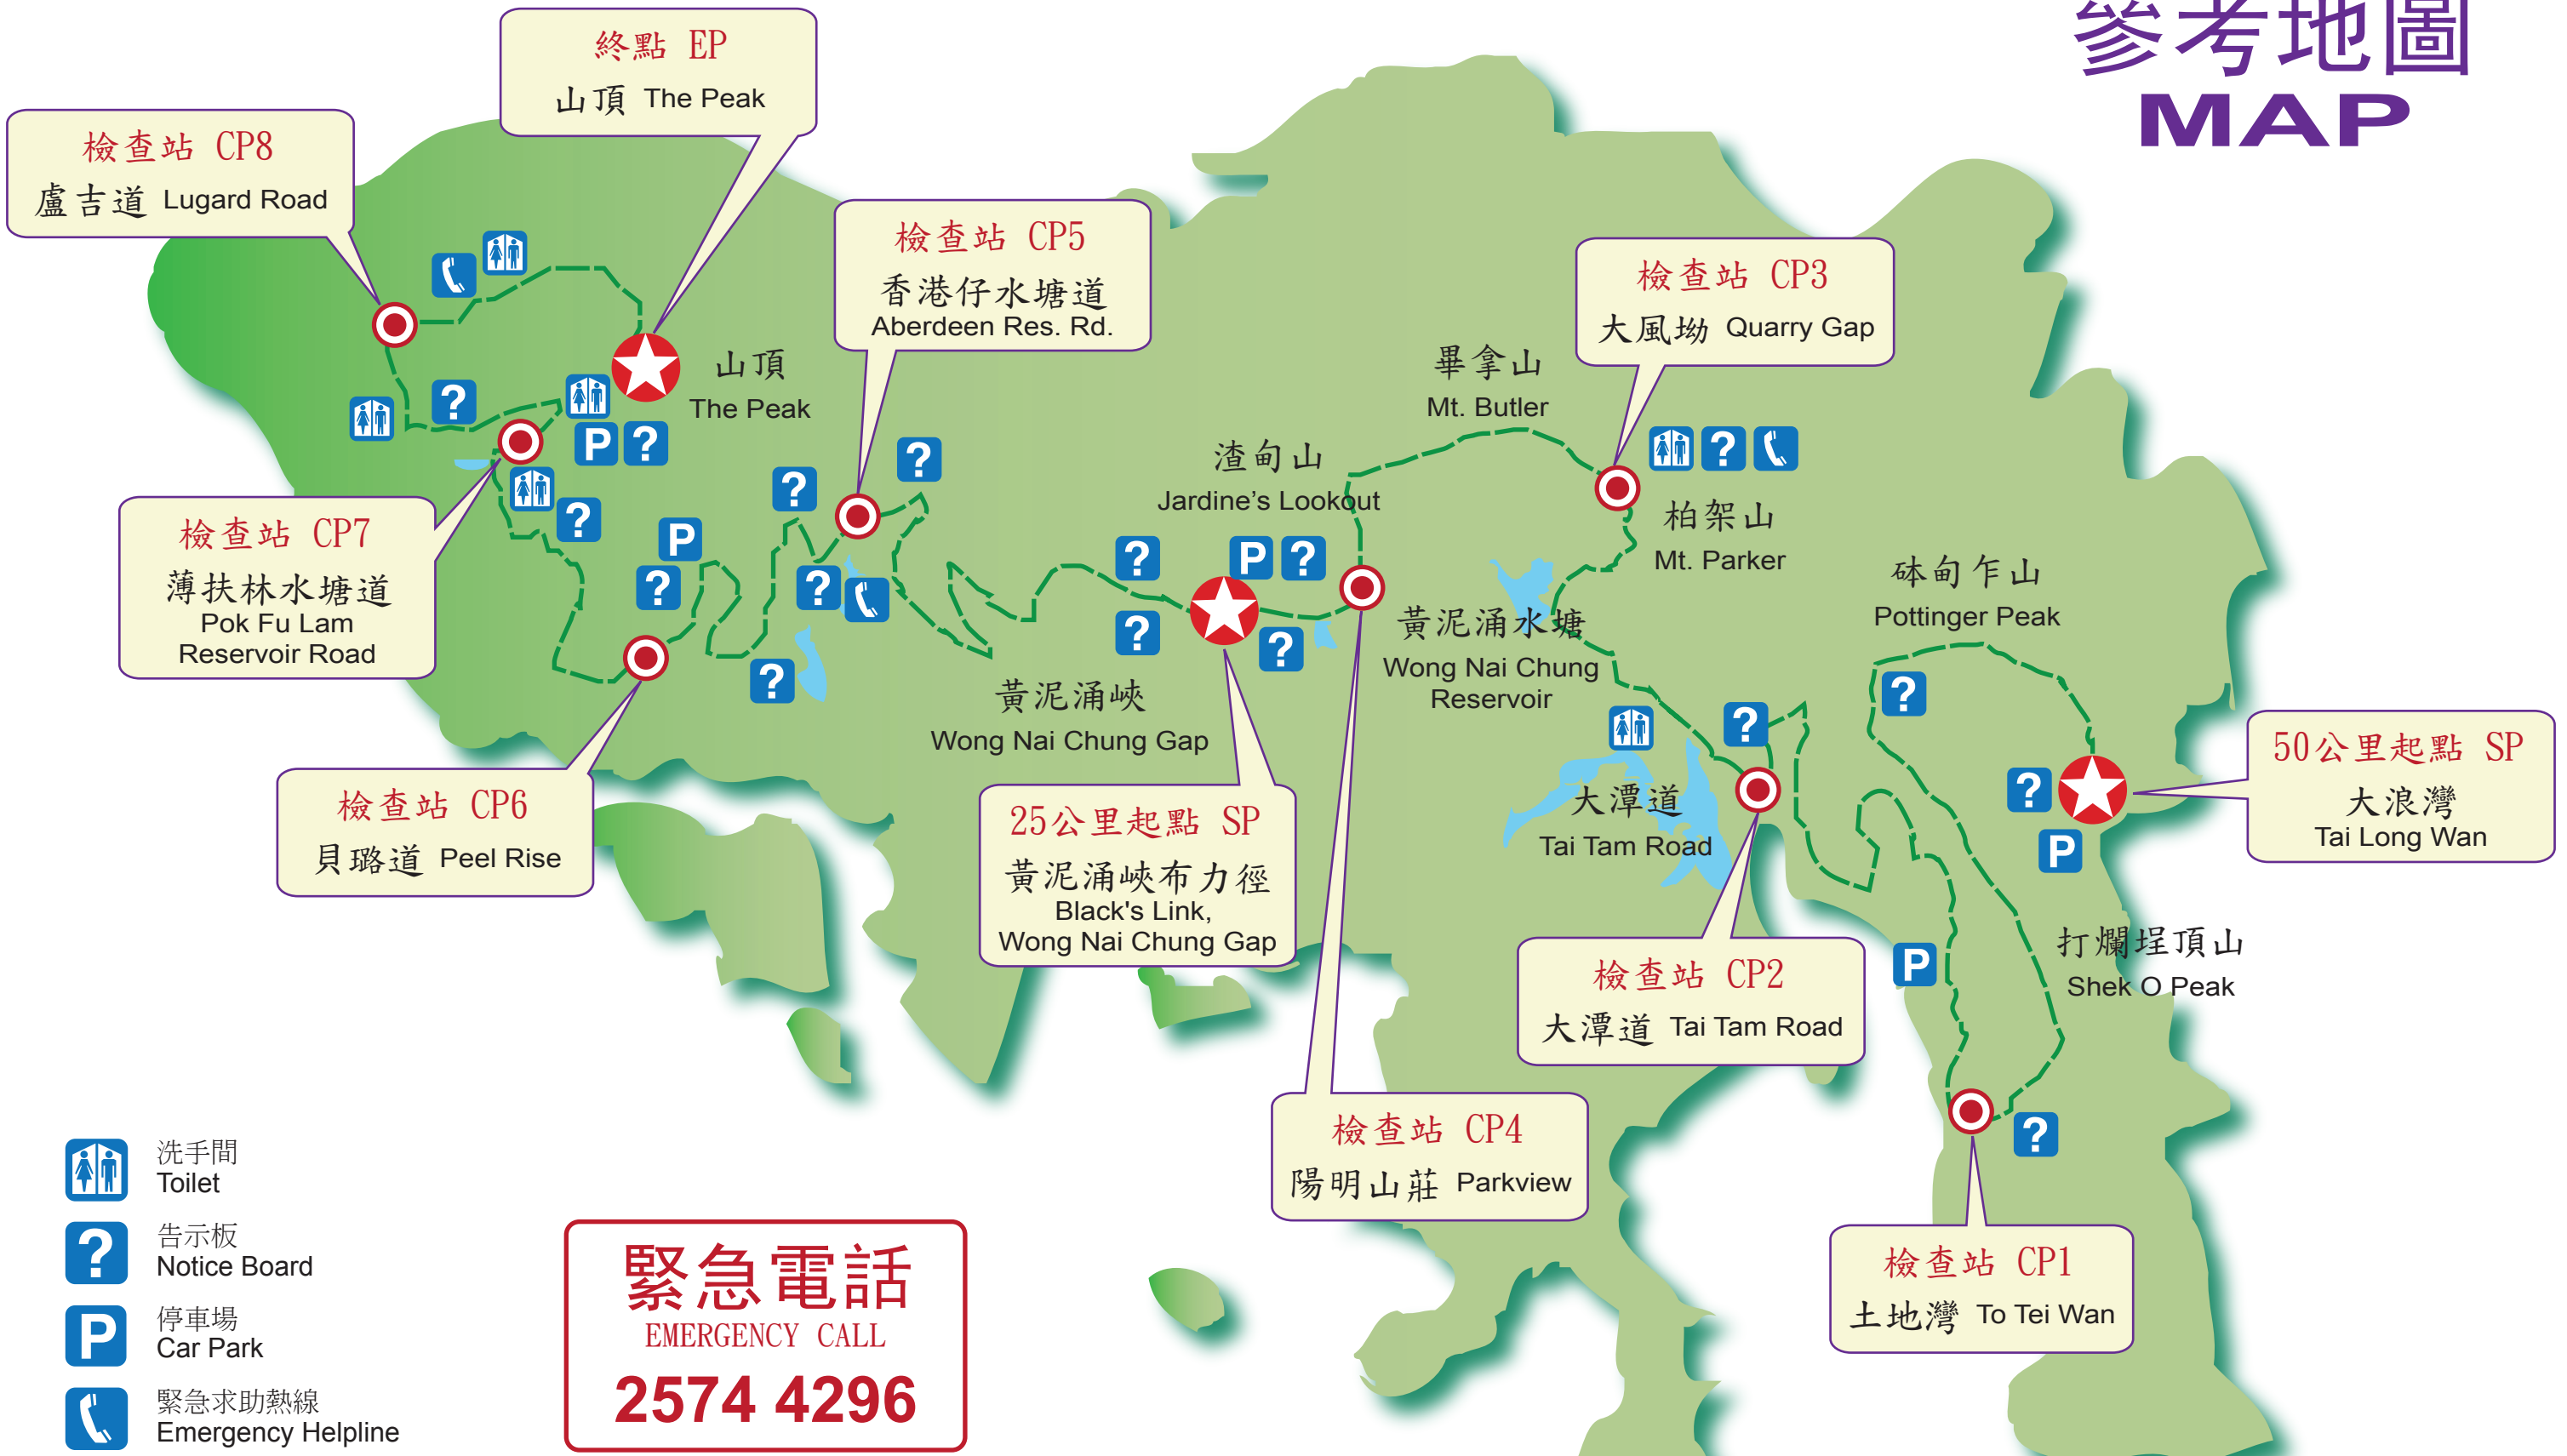 參考地圖
MAP
終點 EP
山頂 The Peak
檢查站 CP8
盧吉道 Lugard Road
檢查站 CP5
香港仔水塘道
Aberdeen Res. Rd.
檢查站 CP3
大風坳 Quarry Gap
山頂
The Peak
畢拿山
Mt. Butler
渣甸山
Jardine’s Lookout
柏架山
Mt. Parker
砵甸乍山
Pottinger Peak
檢查站 CP7
薄扶林水塘道
Pok Fu Lam
Reservoir Road
黃泥涌水塘
Wong Nai Chung
Reservoir
黃泥涌峽
Wong Nai Chung Gap
50公里起點 SP
大浪灣
Tai Long Wan
檢查站 CP6
貝璐道 Peel Rise
25公里起點 SP
黃泥涌峽布力徑
Black's Link,
Wong Nai Chung Gap
大潭道
Tai Tam Road
打爛埕頂山
Shek O Peak
檢查站 CP2
大潭道 Tai Tam Road
檢查站 CP4
陽明山莊 Parkview
檢查站 CP1
土地灣 To Tei Wan
洗手間
Toilet
?
告示板
Notice Board
P
停車場
Car Park
緊急求助熱線
Emergency Helpline
緊急電話
EMERGENCY CALL
2574 4296